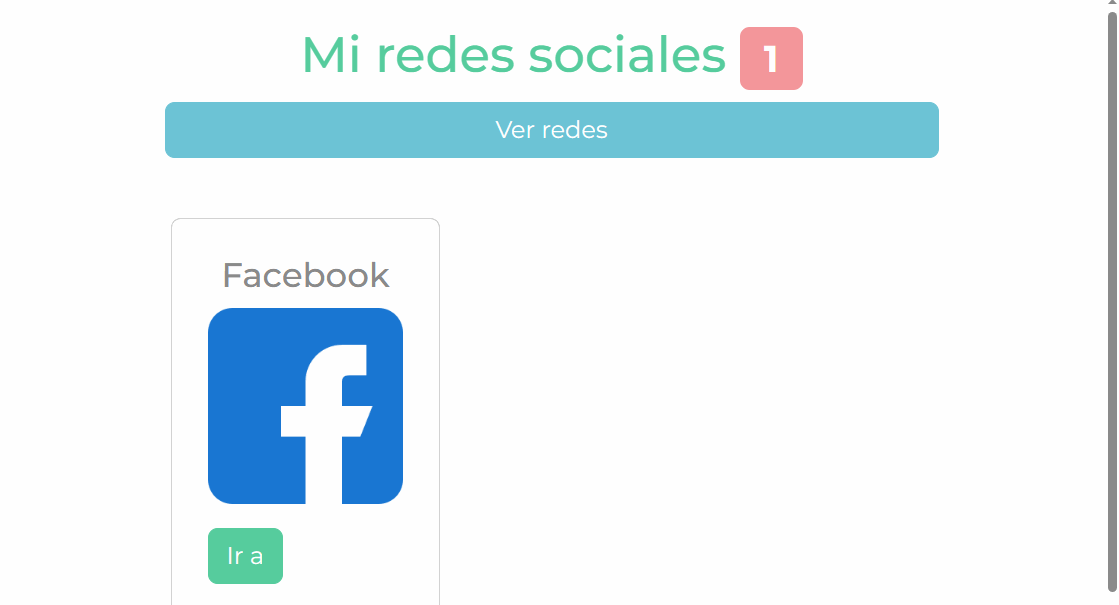 Mi redes sociales 1
Ver redes
Facebook
f
Ir a